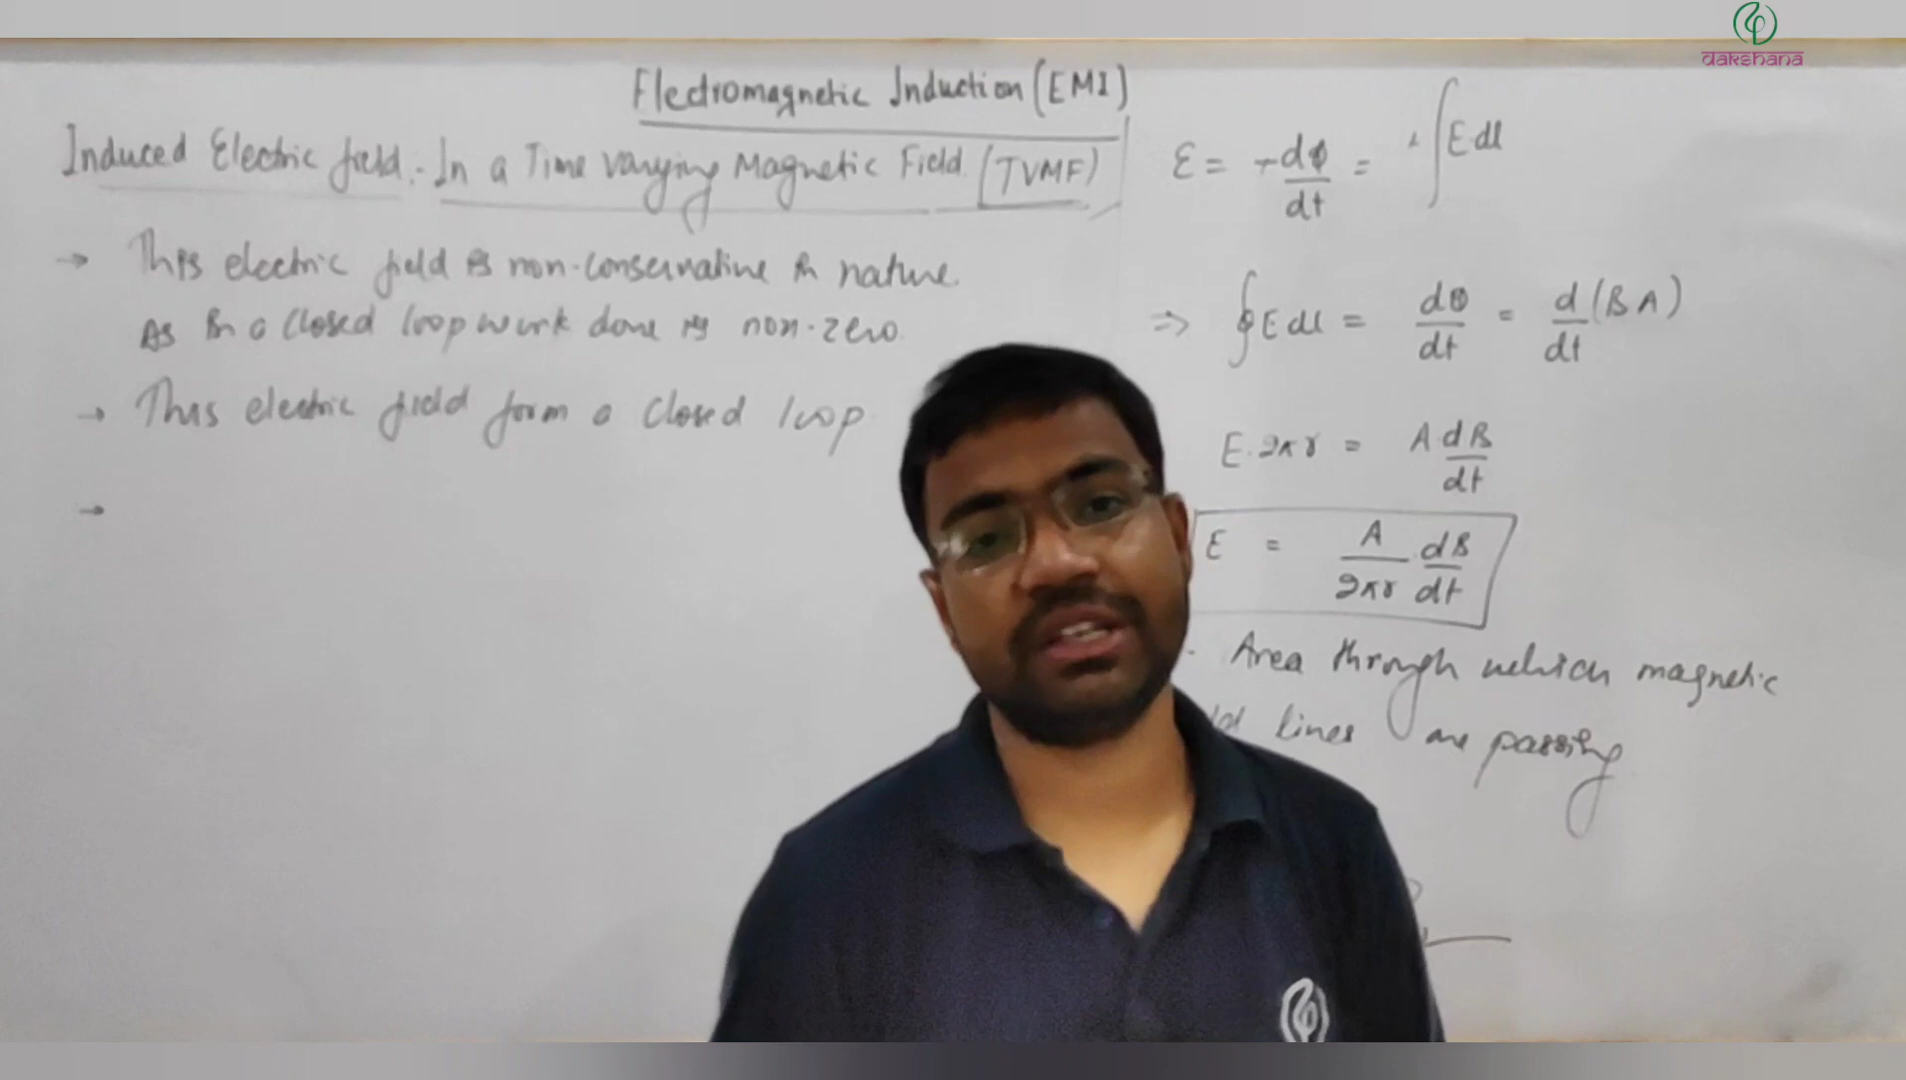 dakshana
Electromagnetic Induction (EMI)
Induced Electric field :- In a Time varying Magnetic Field (TVMF)
→ This electric field is non-conservative in nature.
As in a closed loop work done is non-zero.
→ This electric field form a closed loop
→
ε = -dφ/dt = ∫E dl
⇒ ∮E dl = dφ/dt = d/dt (BA)
E·2πr = A·dB/dt
E = A/2πr · dB/dt
Area through which magnetic
lines are passing